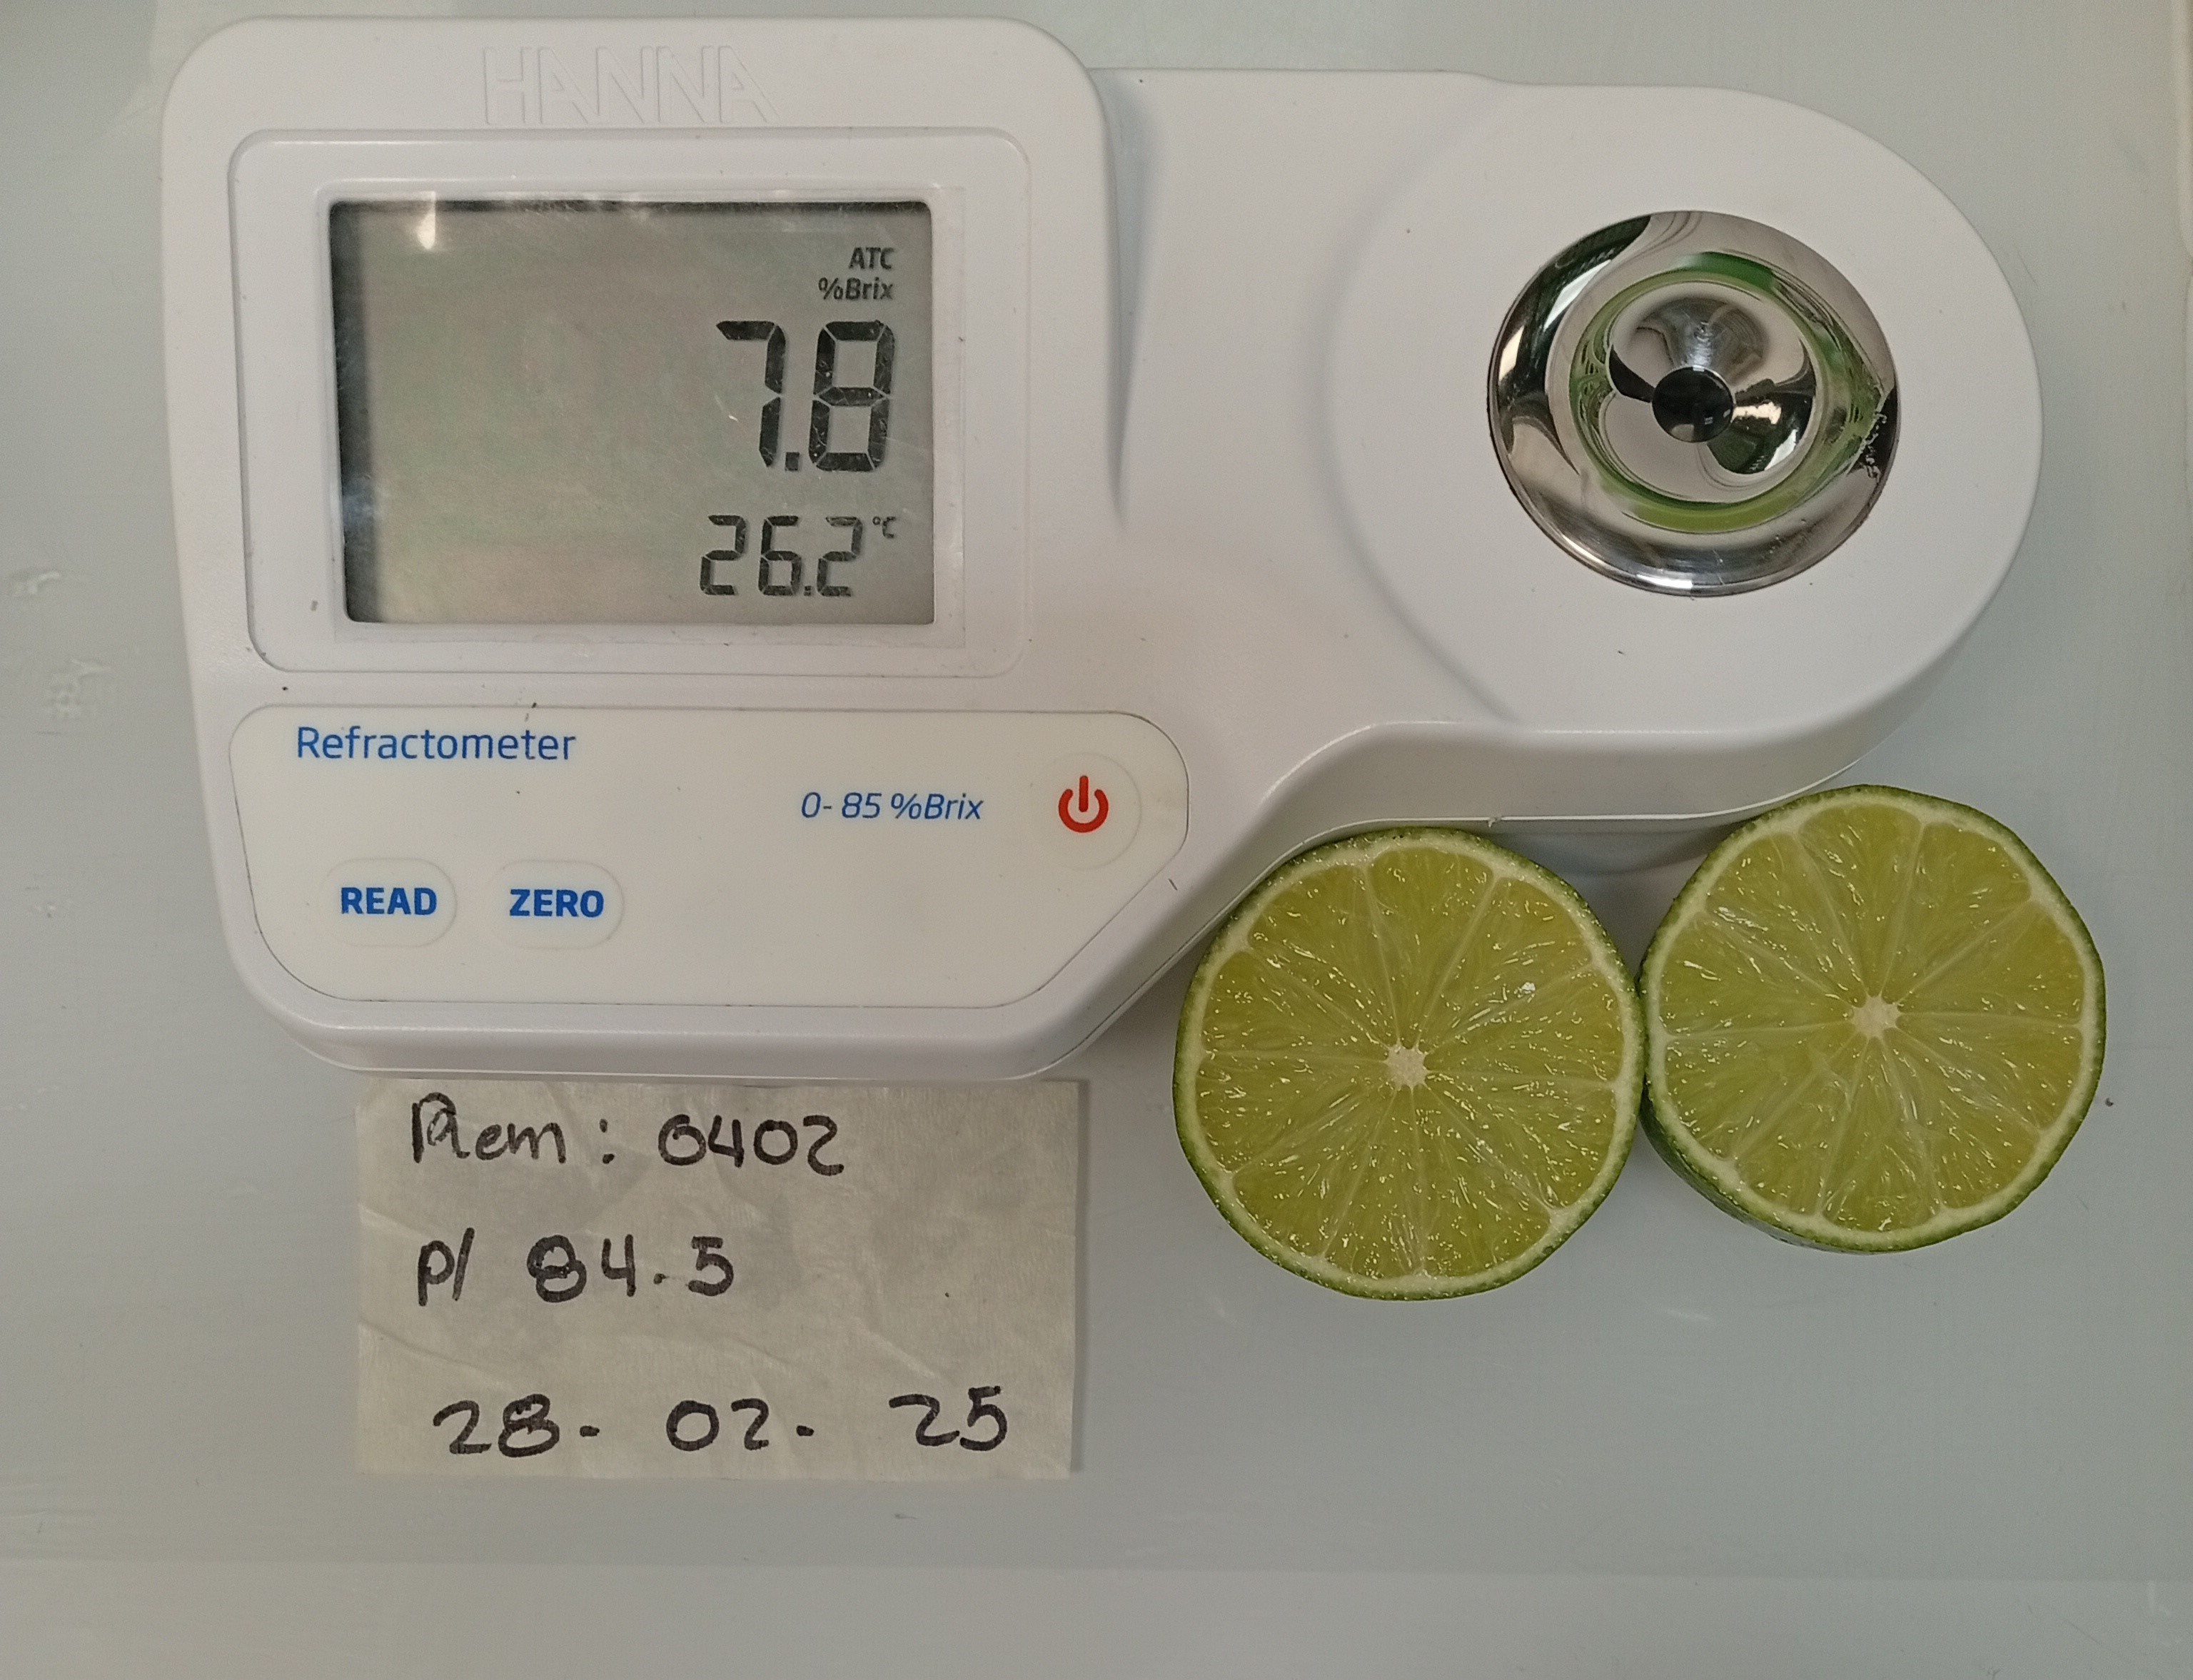 HANNA
ATC
%Brix
7.8
26.2°C
Refractometer
0-85 %Brix
READ ZERO
Rem: 0402
p/ 84.5
28- 02- 25